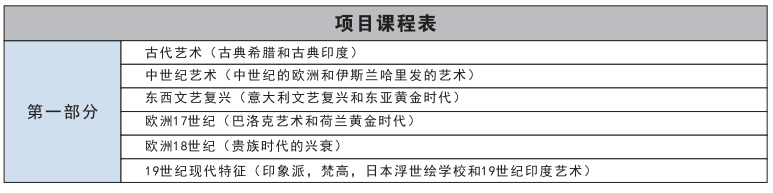 项目课程表
第一部分
古代艺术（古典希腊和古典印度）
中世纪艺术（中世纪的欧洲和伊斯兰哈里发的艺术）
东西文艺复兴（意大利文艺复兴和东亚黄金时代）
欧洲17世纪（巴洛克艺术和荷兰黄金时代）
欧洲18世纪（贵族时代的兴衰）
19世纪现代特征（印象派，梵高，日本浮世绘学校和19世纪印度艺术）